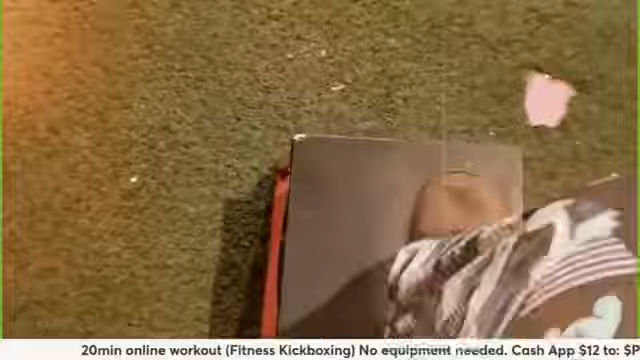 20min online workout (Fitness Kickboxing) No equipment needed. Cash App $12 to: $P